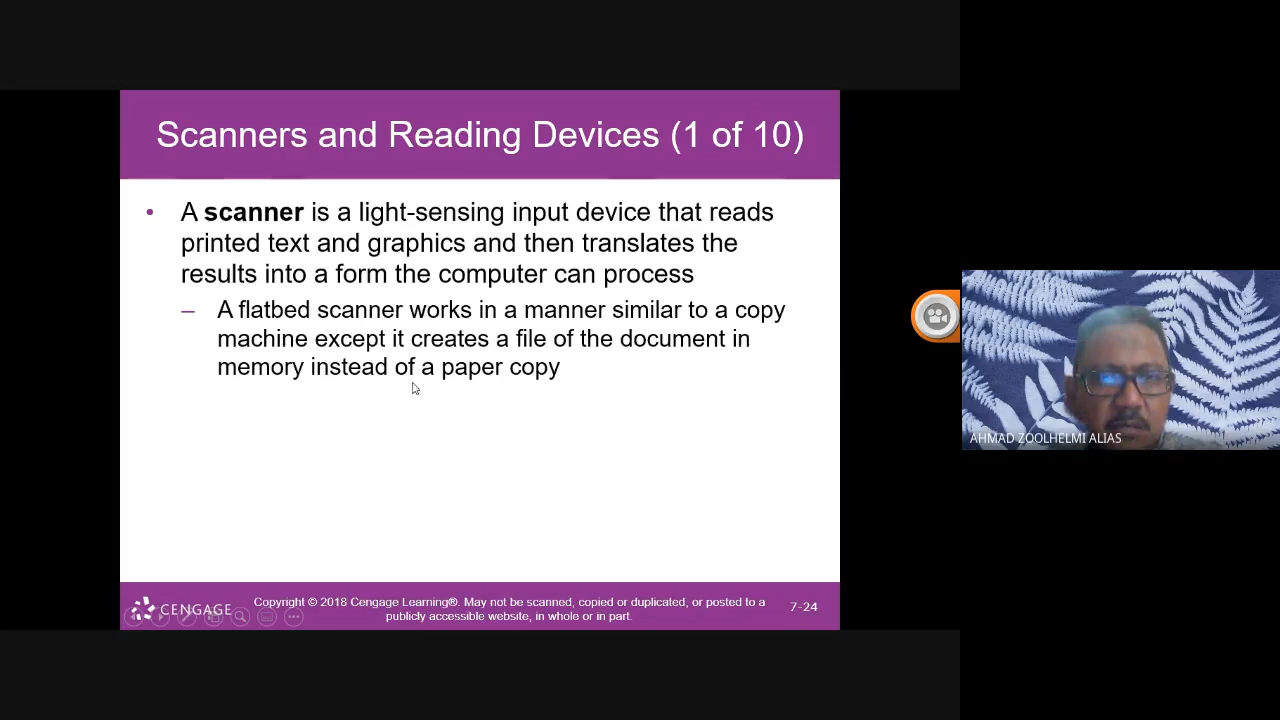 Scanners and Reading Devices (1 of 10)
• A scanner is a light-sensing input device that reads
printed text and graphics and then translates the
results into a form the computer can process
– A flatbed scanner works in a manner similar to a copy
machine except it creates a file of the document in
memory instead of a paper copy
AHMAD ZOOLHELMI ALIAS
CENGAGE
Copyright © 2018 Cengage Learning®. May not be scanned, copied or duplicated, or posted to a
publicly accessible website, in whole or in part.
7-24